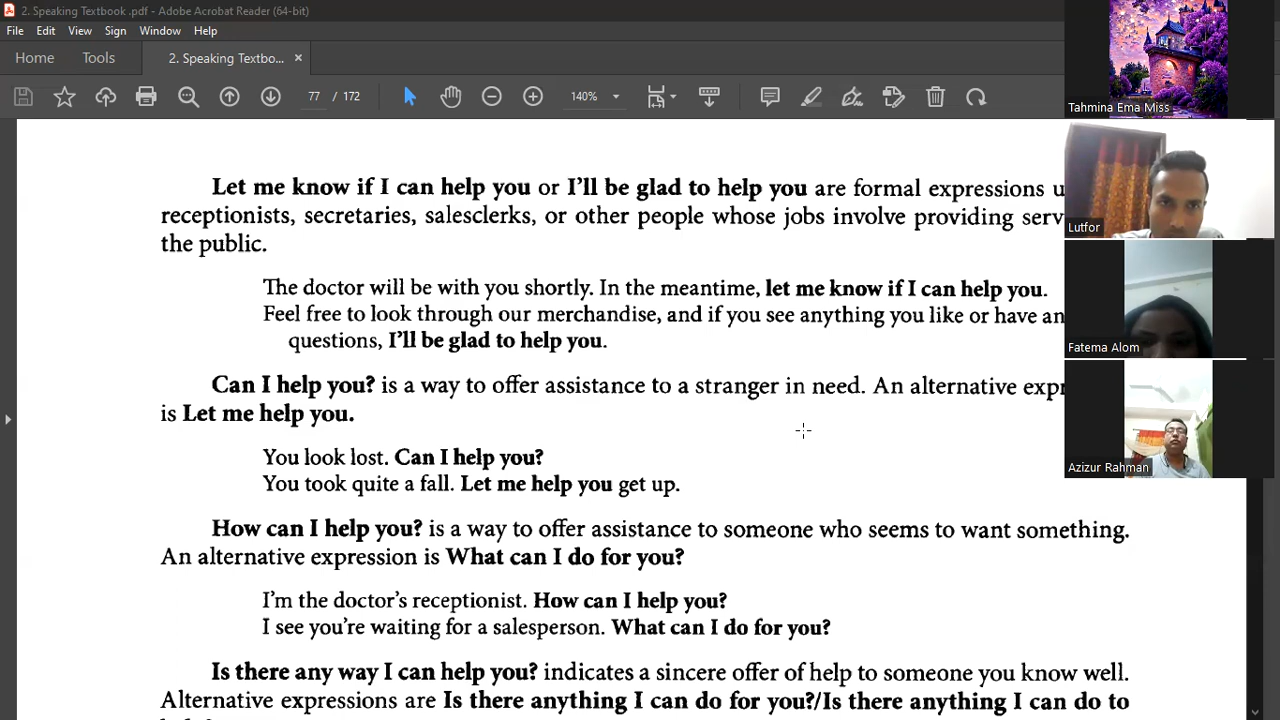 2. Speaking Textbook .pdf - Adobe Acrobat Reader (64-bit)
File Edit View Sign Window Help
Home Tools 2. Speaking Textbo... ×
77 / 172 140%
Let me know if I can help you or I'll be glad to help you are formal expressions
receptionists, secretaries, salesclerks, or other people whose jobs involve providing
the public.
The doctor will be with you shortly. In the meantime, let me know if I can help you.
Feel free to look through our merchandise, and if you see anything you like or have
questions, I'll be glad to help you.
Can I help you? is a way to offer assistance to a stranger in need. An alternative
is Let me help you.
You look lost. Can I help you?
You took quite a fall. Let me help you get up.
How can I help you? is a way to offer assistance to someone who seems to want something.
An alternative expression is What can I do for you?
I'm the doctor's receptionist. How can I help you?
I see you're waiting for a salesperson. What can I do for you?
Is there any way I can help you? indicates a sincere offer of help to someone you know well.
Alternative expressions are Is there anything I can do for you?/Is there anything I can do to
Tahmina Ema Miss
Lutfor
Fatema Alom
Azizur Rahman